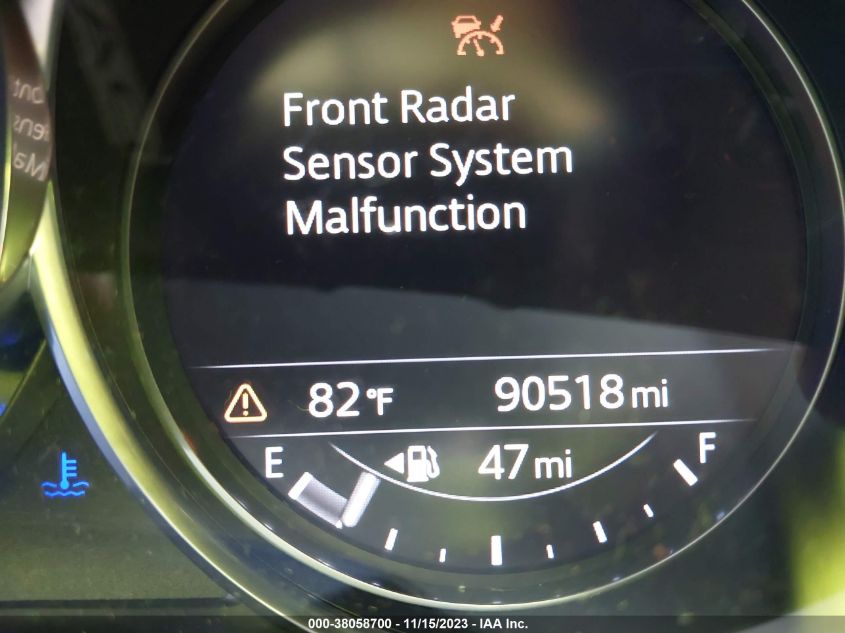 Front Radar
Sensor System
Malfunction
82°F 90518 mi
E 47 mi F
000-38058700 - 11/15/2023 - IAA Inc.